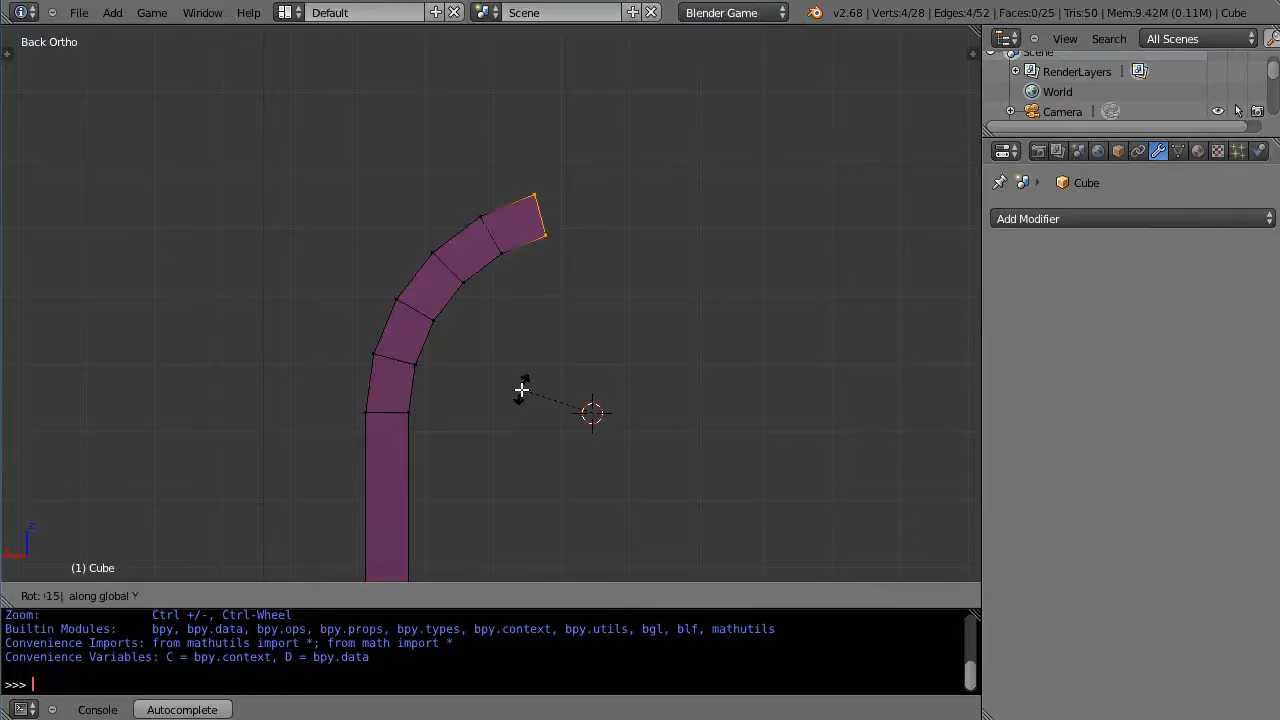 File Add Game Window Help Default Scene Blender Game v2.68 | Verts:4/28 | Edges:4/52 | Faces:0/25 | Tris:50 | Mem:9.42M (0.11M) | Cube
Back Ortho
View Search All Scenes
Scene
RenderLayers |
World
Camera |
Cube
Add Modifier
z
(1) Cube
Rot: 15| along global Y
Zoom: Ctrl +/-, Ctrl-Wheel
Builtin Modules: bpy, bpy.data, bpy.ops, bpy.props, bpy.types, bpy.context, bpy.utils, bgl, blf, mathutils
Convenience Imports: from mathutils import *; from math import *
Convenience Variables: C = bpy.context, D = bpy.data
>>>
Console Autocomplete